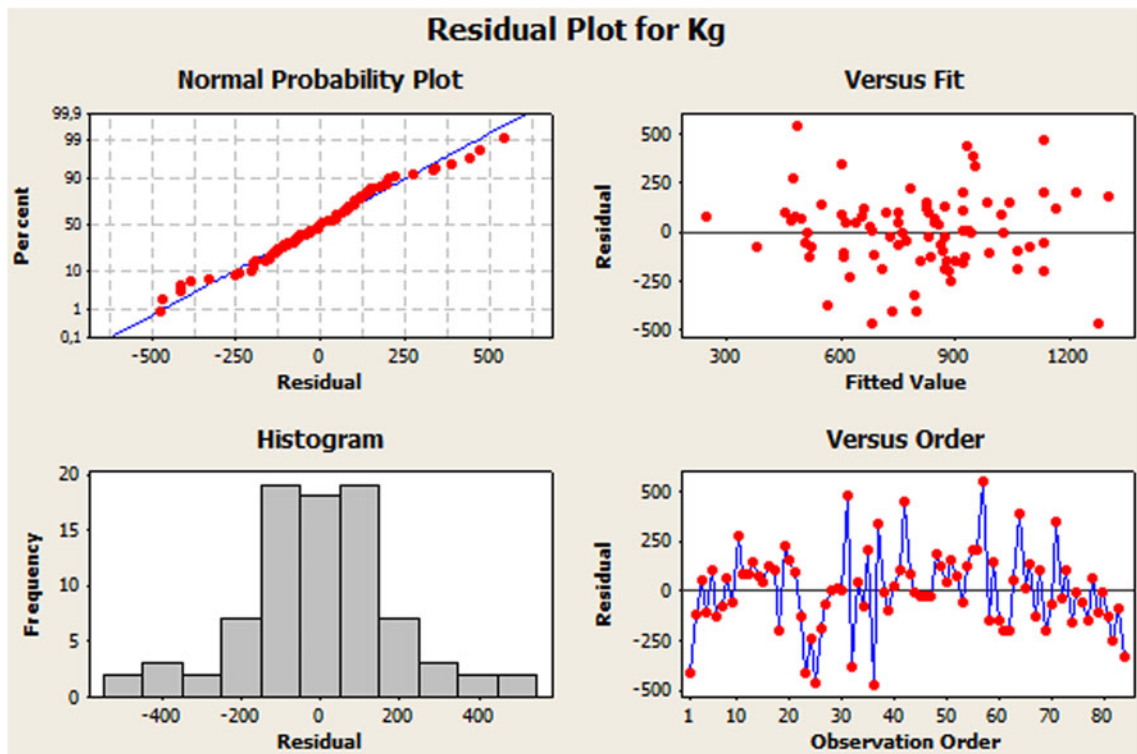 Residual Plot for Kg
Normal Probability Plot
Percent
99,9
99
90
50
10
1
0,1
-500 -250 0 250 500
Residual
Versus Fit
Residual
500
250
0
-250
-500
300 600 900 1200
Fitted Value
Histogram
Frequency
20
15
10
5
0
-400 -200 0 200 400
Residual
Versus Order
Residual
500
250
0
-250
-500
1 10 20 30 40 50 60 70 80
Observation Order